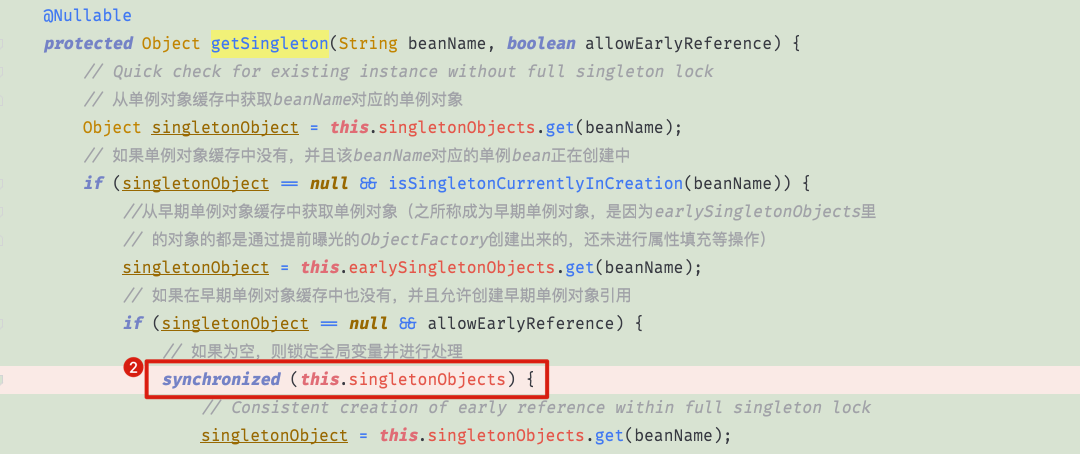 @Nullable
protected Object getSingleton(String beanName, boolean allowEarlyReference) {
// Quick check for existing instance without full singleton lock
// 从单例对象缓存中获取beanName对应的单例对象
Object singletonObject = this.singletonObjects.get(beanName);
// 如果单例对象缓存中没有，并且该beanName对应的单例bean正在创建中
if (singletonObject == null && isSingletonCurrentlyInCreation(beanName)) {
//从早期单例对象缓存中获取单例对象（之所称成为早期单例对象，是因为earlySingletonObjects里
// 的对象的都是通过提前曝光的ObjectFactory创建出来的，还未进行属性填充等操作）
singletonObject = this.earlySingletonObjects.get(beanName);
// 如果在早期单例对象缓存中也没有，并且允许创建早期单例对象引用
if (singletonObject == null && allowEarlyReference) {
// 如果为空，则锁定全局变量并进行处理
2 synchronized (this.singletonObjects) {
// Consistent creation of early reference within full singleton lock
singletonObject = this.singletonObjects.get(beanName);